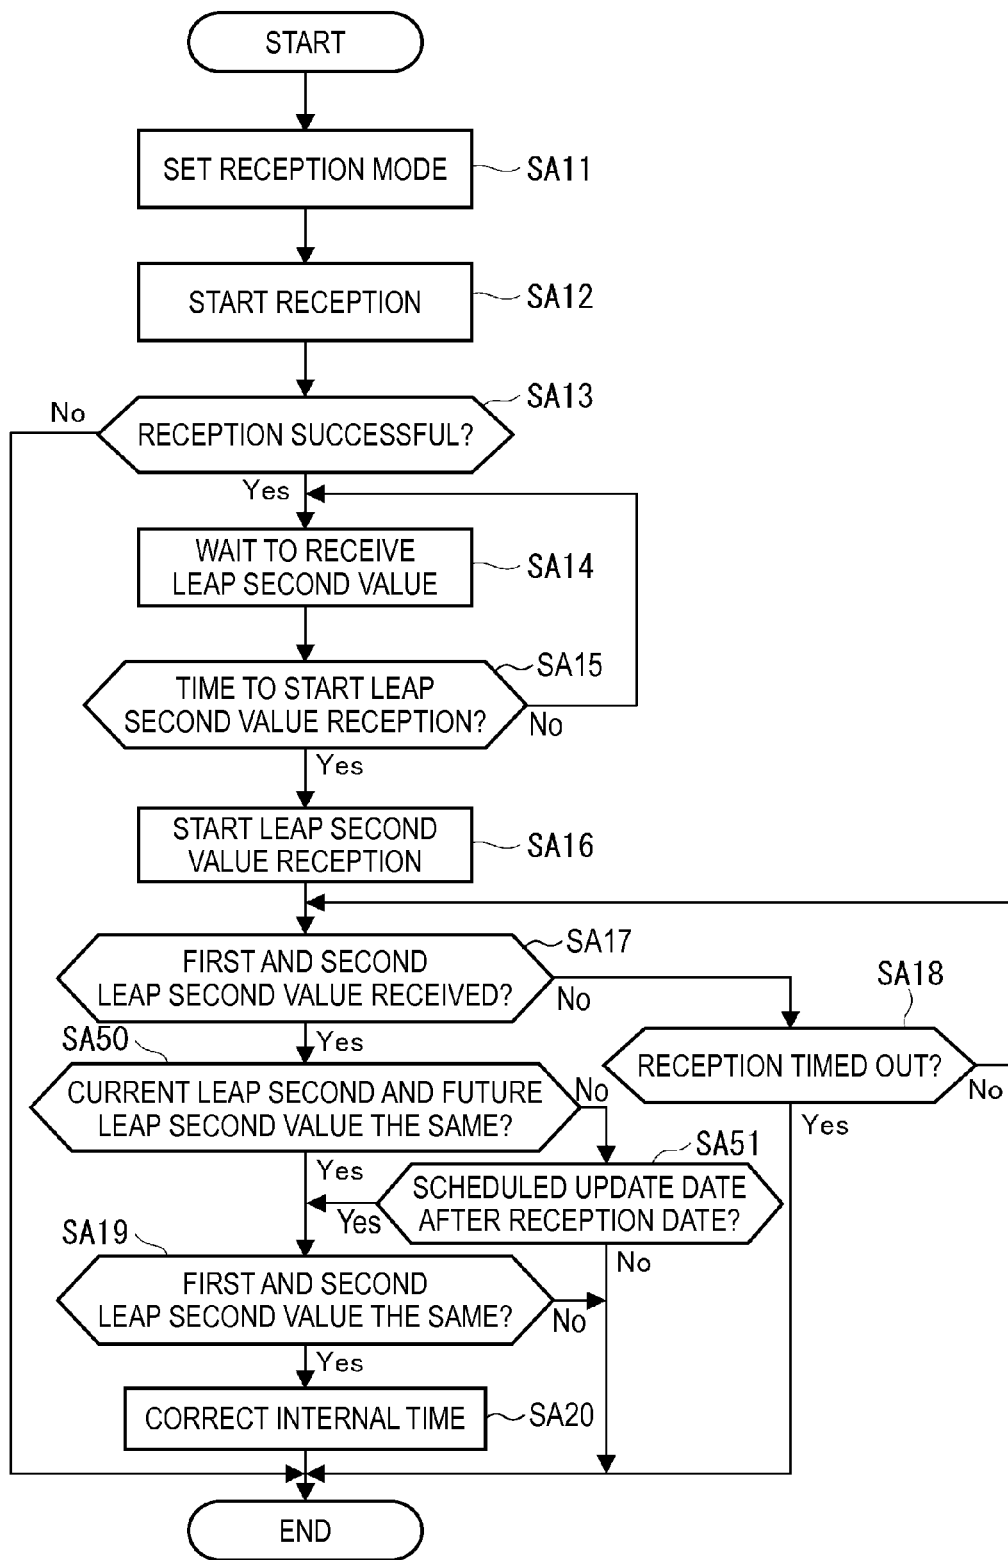 START
SET RECEPTION MODE
SA11
START RECEPTION
SA12
SA13
No
RECEPTION SUCCESSFUL?
Yes
WAIT TO RECEIVE
LEAP SECOND VALUE
SA14
SA15
TIME TO START LEAP
SECOND VALUE RECEPTION?
No
Yes
START LEAP SECOND
VALUE RECEPTION
SA16
SA17
FIRST AND SECOND
LEAP SECOND VALUE RECEIVED?
No
SA18
Yes
RECEPTION TIMED OUT?
No
Yes
SA50
CURRENT LEAP SECOND AND FUTURE
LEAP SECOND VALUE THE SAME?
No
Yes
SA51
SCHEDULED UPDATE DATE
AFTER RECEPTION DATE?
Yes
No
SA19
FIRST AND SECOND
LEAP SECOND VALUE THE SAME?
No
Yes
CORRECT INTERNAL TIME
SA20
END